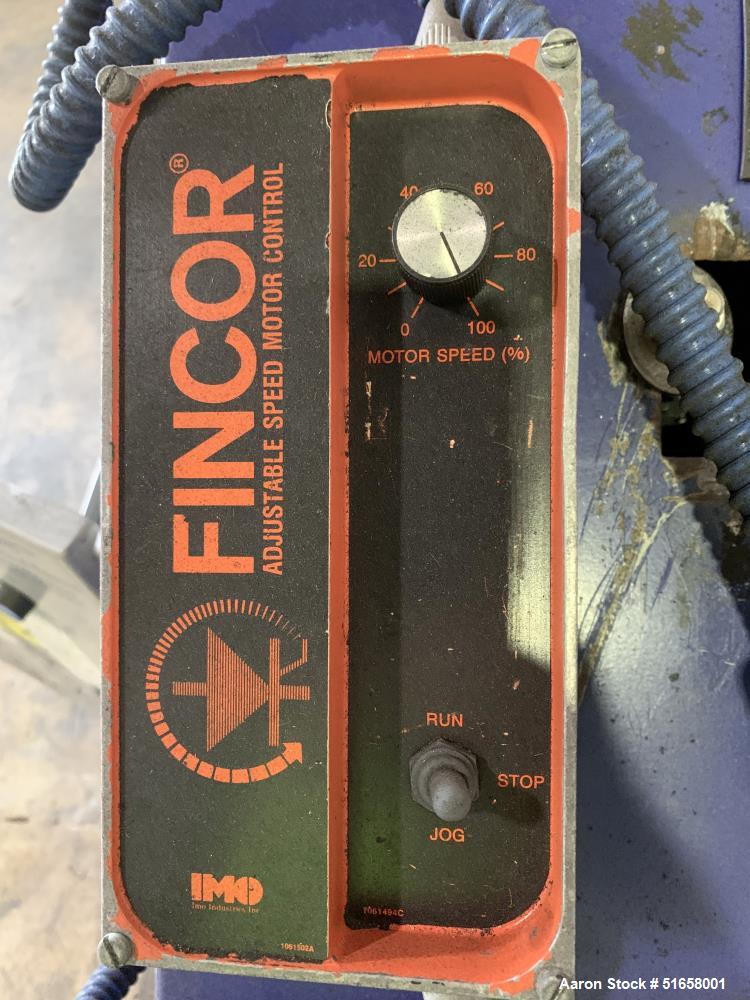 FINCOR®
ADJUSTABLE SPEED MOTOR CONTROL
IMO
Imo Industries Inc
1061502A
40 60
20 80
0 100
MOTOR SPEED (%)
RUN
STOP
JOG
1061494C
Aaron Stock # 51658001